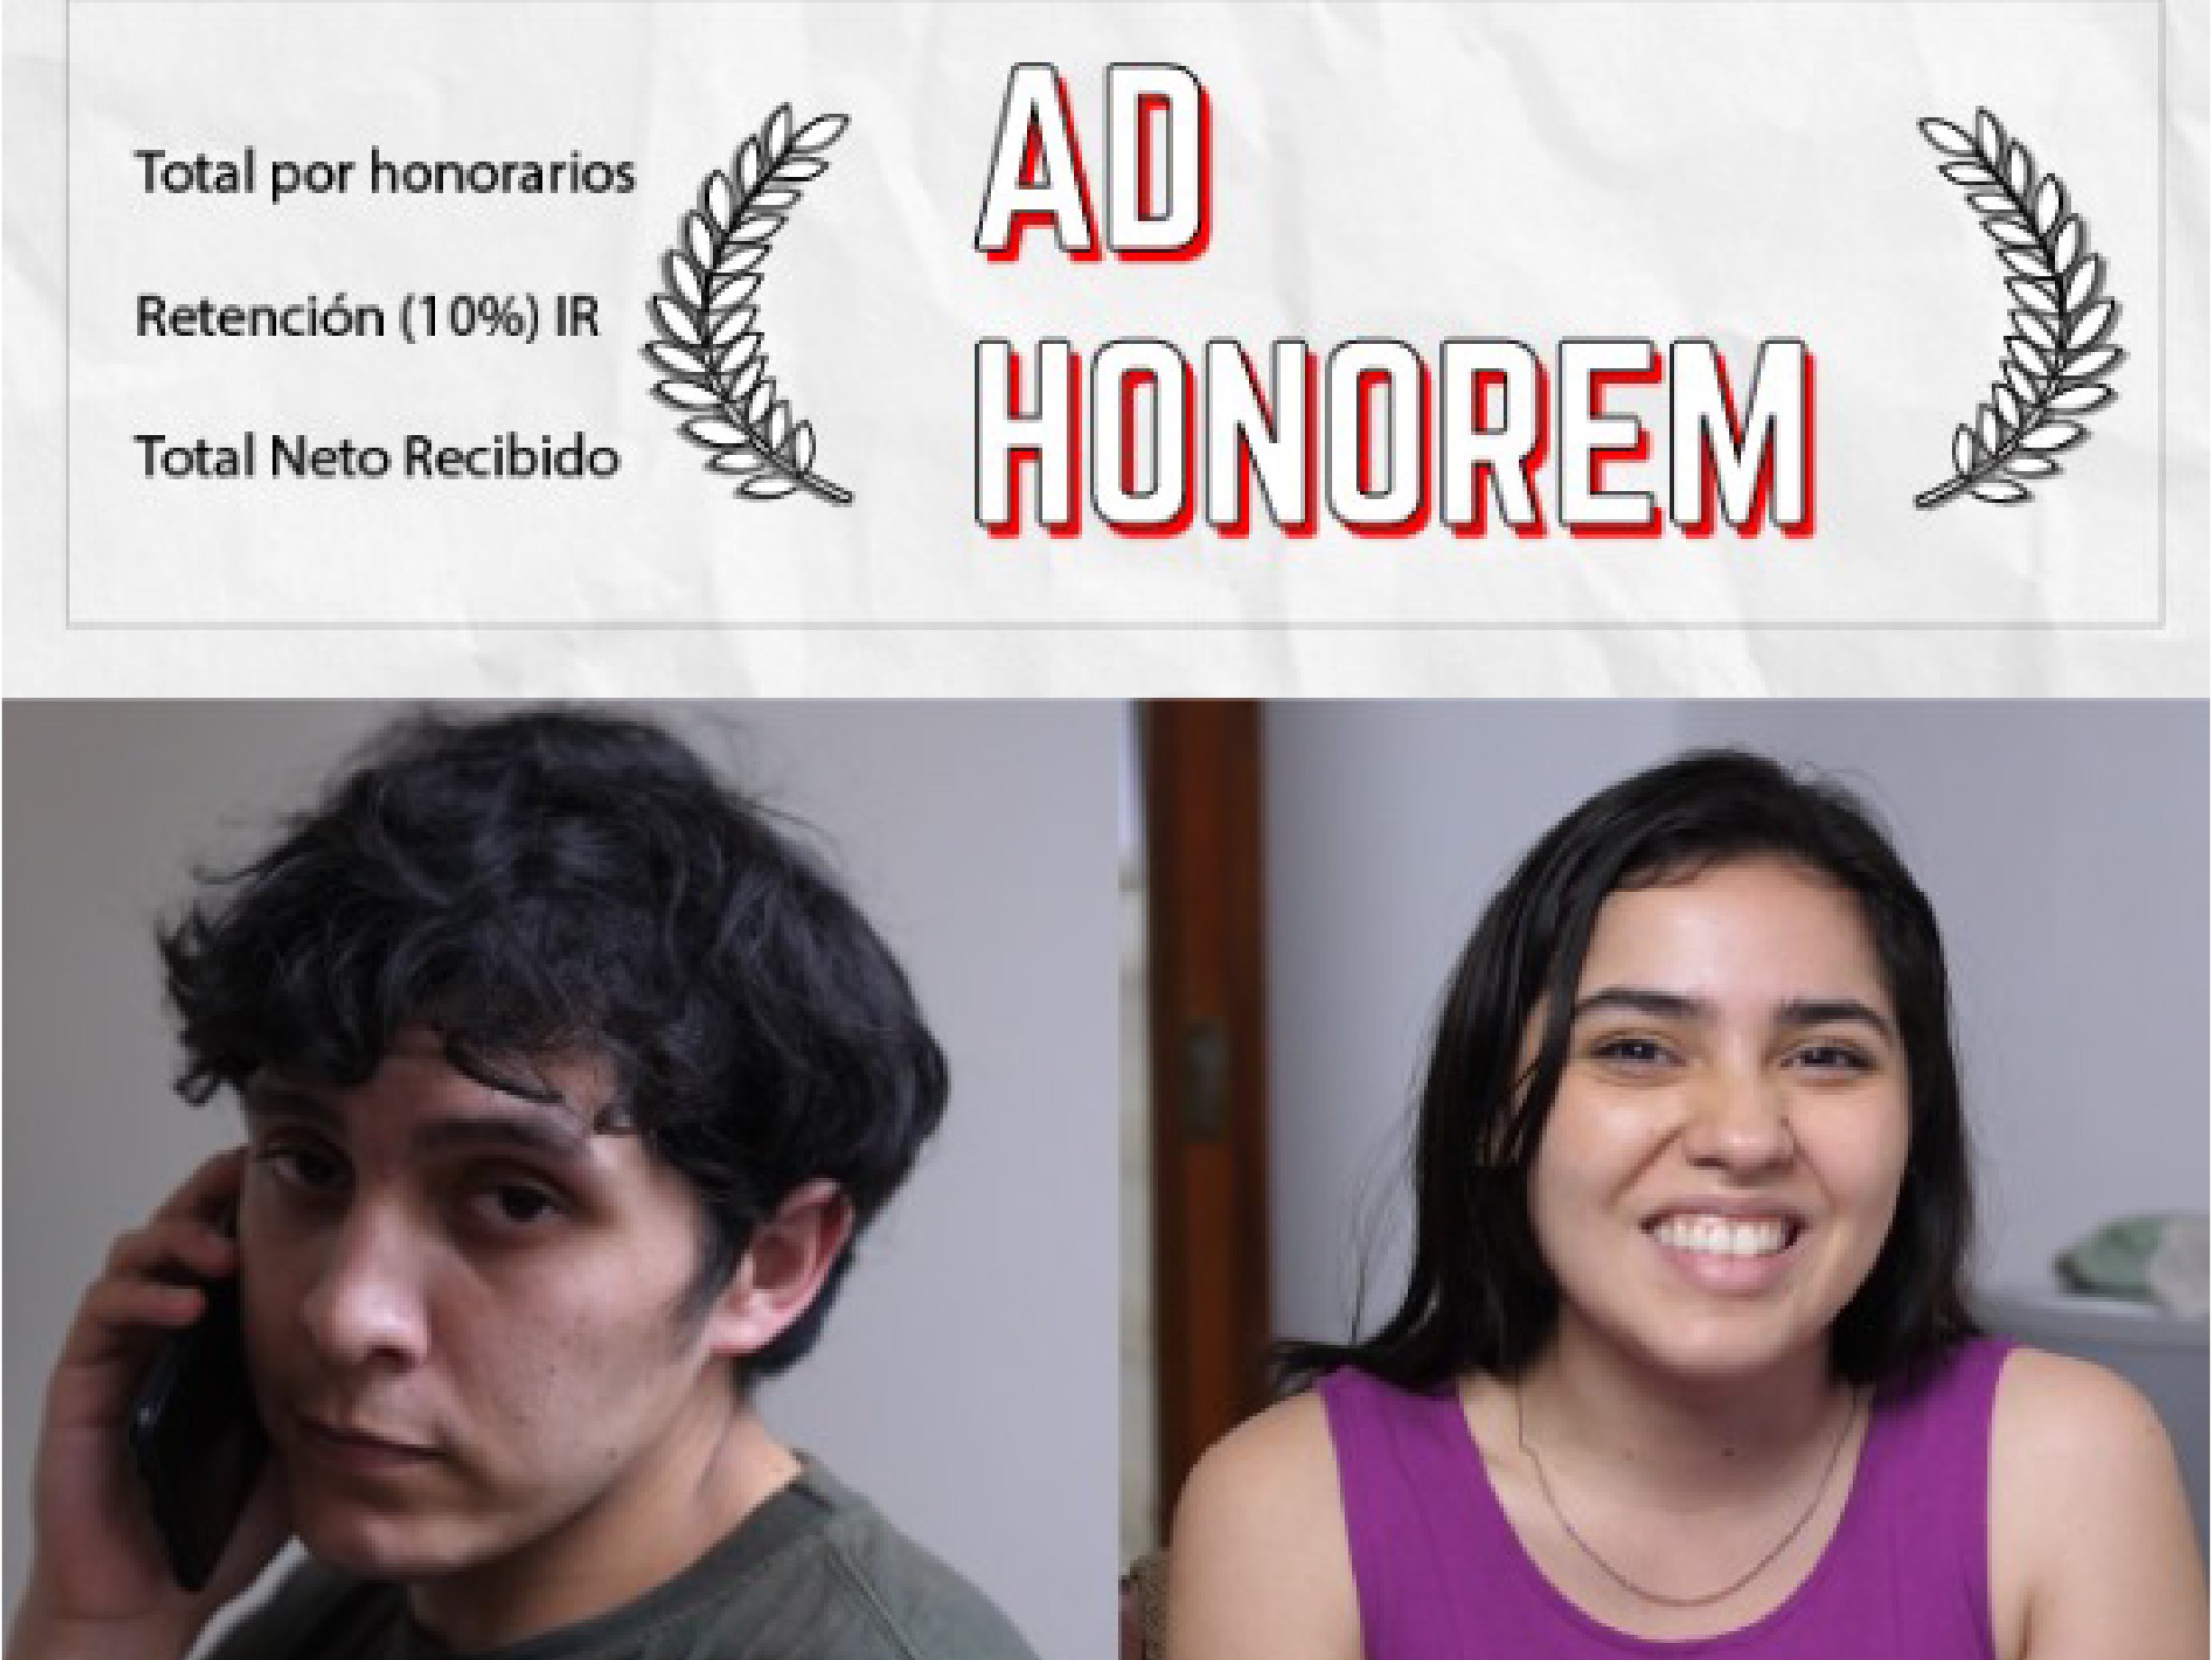 Total por honorarios
Retención (10%) IR
Total Neto Recibido
AD
HONOREM